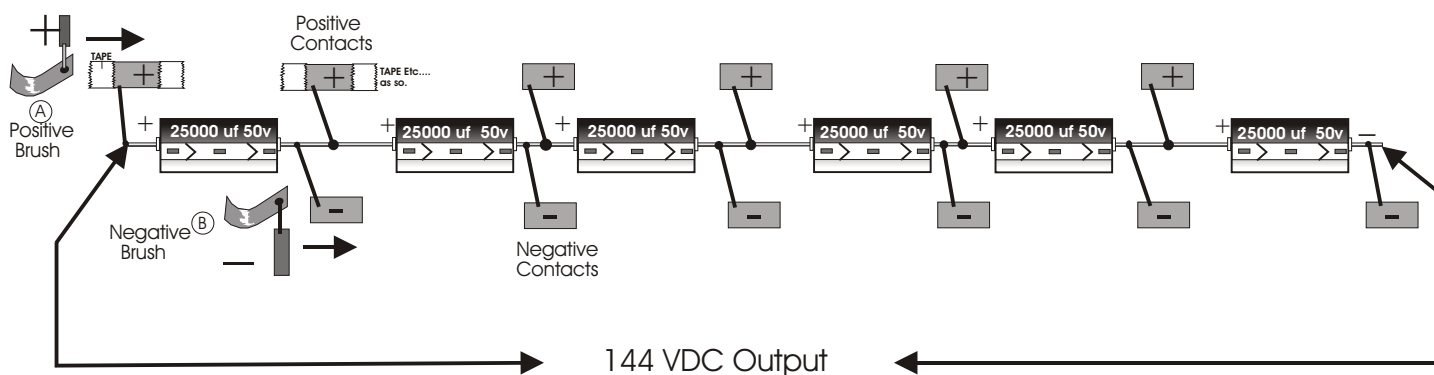 +
TAPE
+
Positive
Contacts
+
TAPE Etc....
as so.
+
+
+
+
A
Positive
Brush
+
25000 uf 50v
+
25000 uf 50v
+
25000 uf 50v
+
25000 uf 50v
+
25000 uf 50v
+
25000 uf 50v
-
Negative
Brush
B
-
-
-
-
-
-
-
Negative
Contacts
144 VDC Output